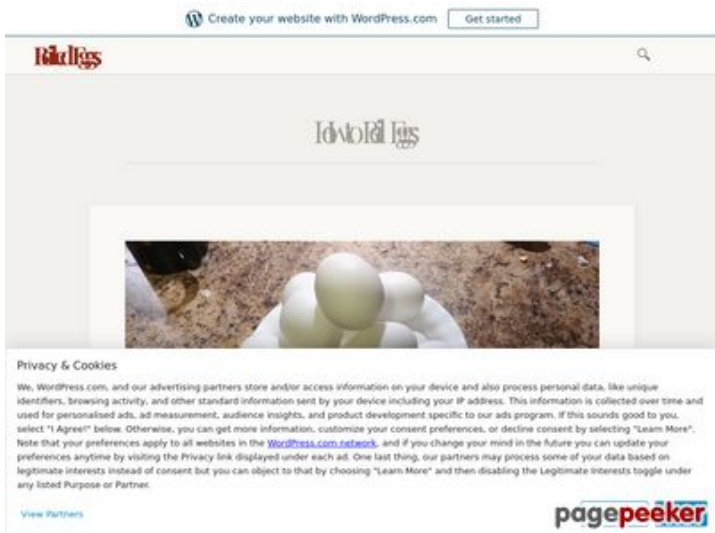 Create your website with WordPress.com Get started
Boiled Eggs
How to Boil Eggs
Privacy & Cookies
We, WordPress.com, and our advertising partners store and/or access information on your device and also process personal data, like unique
identifiers, browsing activity, and other standard information sent by your device including your IP address. This information is collected over time and
used for personalised ads, ad measurement, audience insights, and product development specific to our ads program. If this sounds good to you,
select "I Agree!" below. Otherwise, you can get more information, customize your consent preferences, or decline consent by selecting "Learn More".
Note that your preferences apply to all websites in the WordPress.com network, and if you change your mind in the future you can update your
preferences anytime by visiting the Privacy link displayed under each ad. One last thing, our partners may process some of your data based on
legitimate interests instead of consent but you can object to that by choosing "Learn More" and then disabling the Legitimate Interests toggle under
any listed Purpose or Partner.
View Partners
pagepeeker